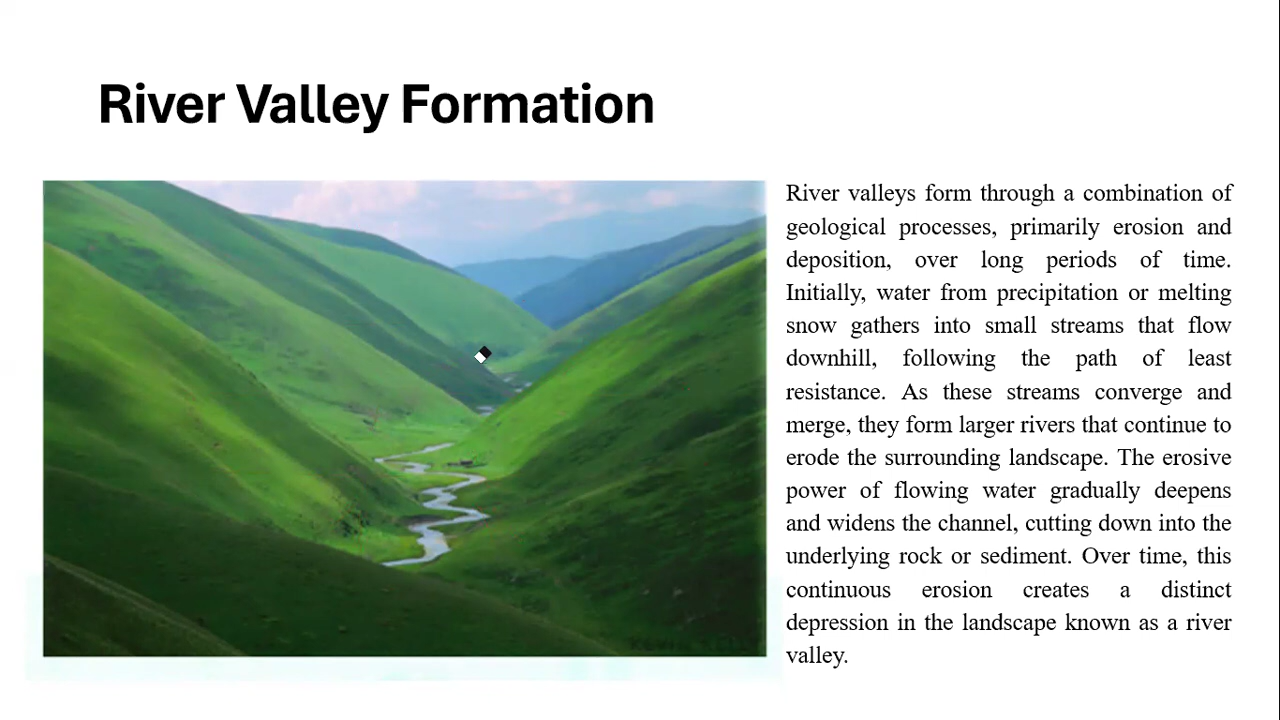 River Valley Formation
River valleys form through a combination of
geological processes, primarily erosion and
deposition, over long periods of time.
Initially, water from precipitation or melting
snow gathers into small streams that flow
downhill, following the path of least
resistance. As these streams converge and
merge, they form larger rivers that continue to
erode the surrounding landscape. The erosive
power of flowing water gradually deepens
and widens the channel, cutting down into the
underlying rock or sediment. Over time, this
continuous erosion creates a distinct
depression in the landscape known as a river
valley.